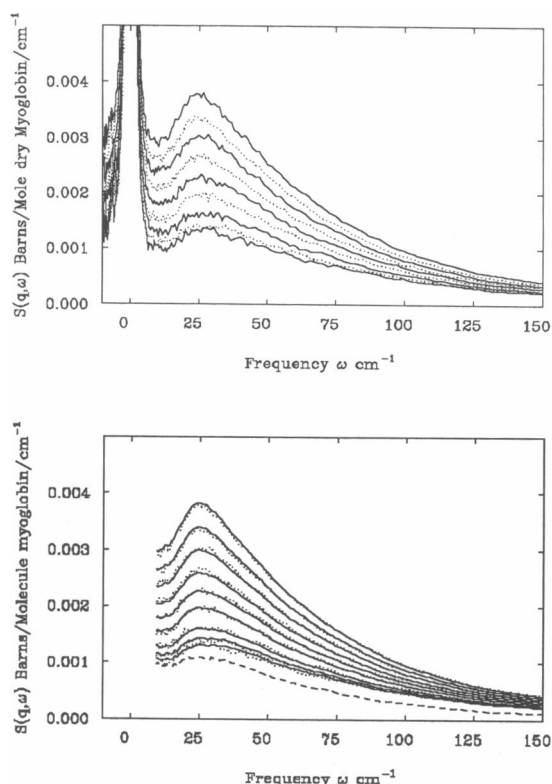 S(q,ω) Barns/Mole dry Myoglobin/cm⁻¹
0.004
0.003
0.002
0.001
0.000
0 25 50 75 100 125 150
Frequency ω cm⁻¹
S(q,ω) Barns/Molecule myoglobin/cm⁻¹
0.004
0.003
0.002
0.001
0.000
0 25 50 75 100 125 150
Frequency ω cm⁻¹